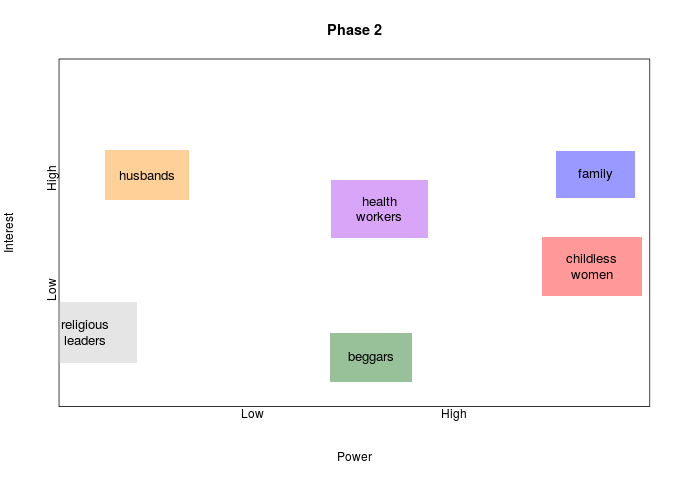 Phase 2
Interest
High
Low
husbands
health
workers
family
childless
women
religious
leaders
beggars
Low
High
Power